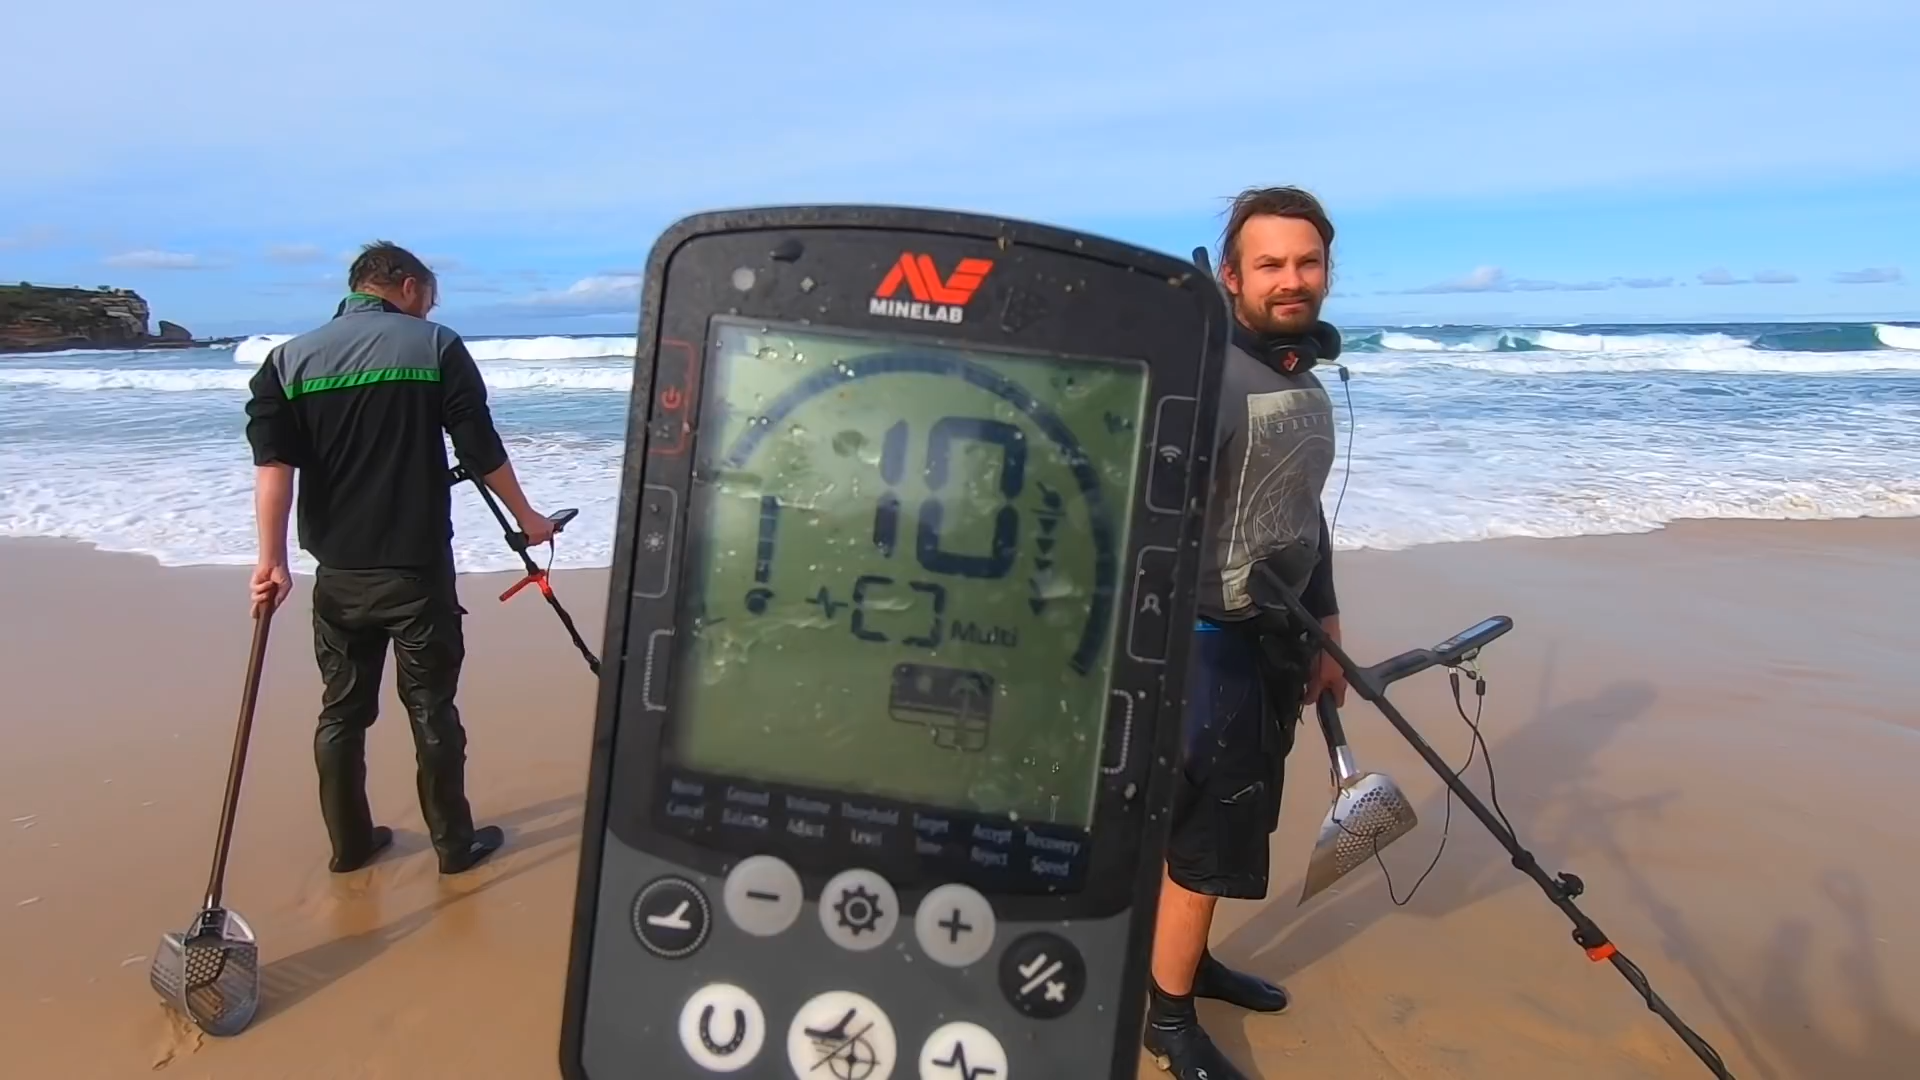 MINELAB
10
Multi
Noise Ground Volume Threshold Target Accept Recovery
Cancel Balance Adjust Level Tone Reject Speed